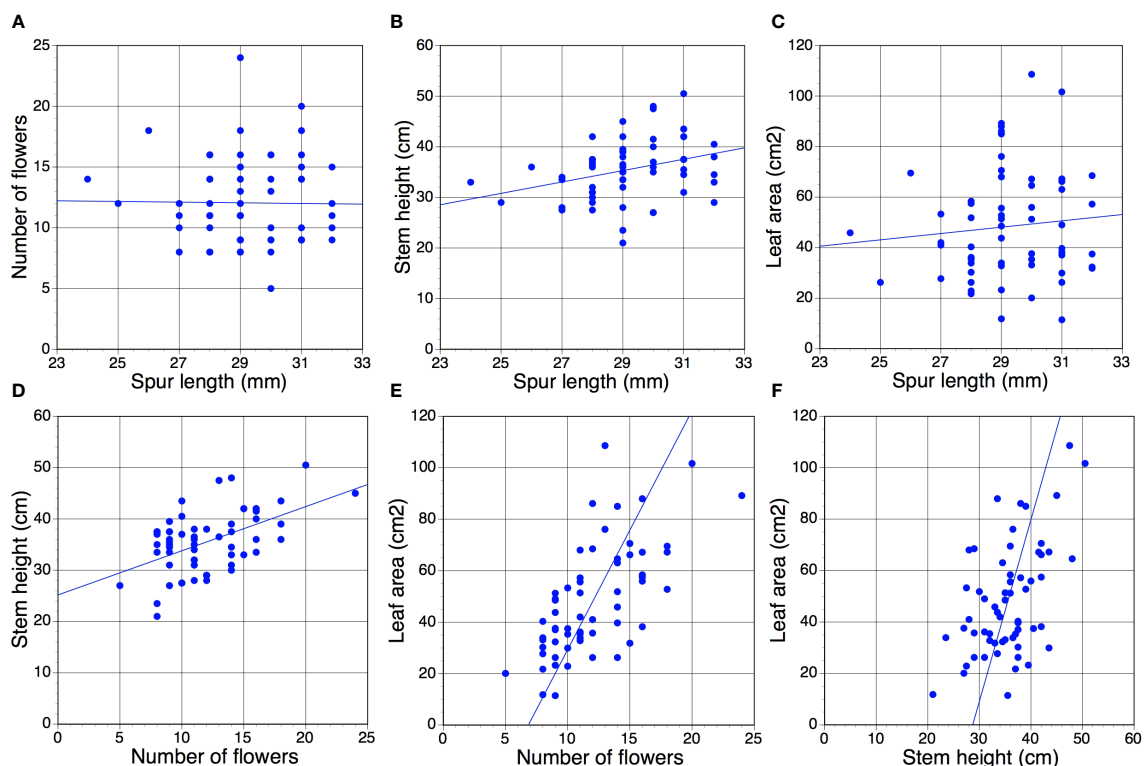 A
25
20
15
10
5
0
Number of flowers
23 25 27 29 31 33
Spur length (mm)
B
60
50
40
30
20
10
0
Stem height (cm)
23 25 27 29 31 33
Spur length (mm)
C
120
100
80
60
40
20
0
Leaf area (cm2)
23 25 27 29 31 33
Spur length (mm)
D
60
50
40
30
20
10
0
Stem height (cm)
0 5 10 15 20 25
Number of flowers
E
120
100
80
60
40
20
0
Leaf area (cm2)
0 5 10 15 20 25
Number of flowers
F
120
100
80
60
40
20
0
Leaf area (cm2)
0 10 20 30 40 50 60
Stem height (cm)